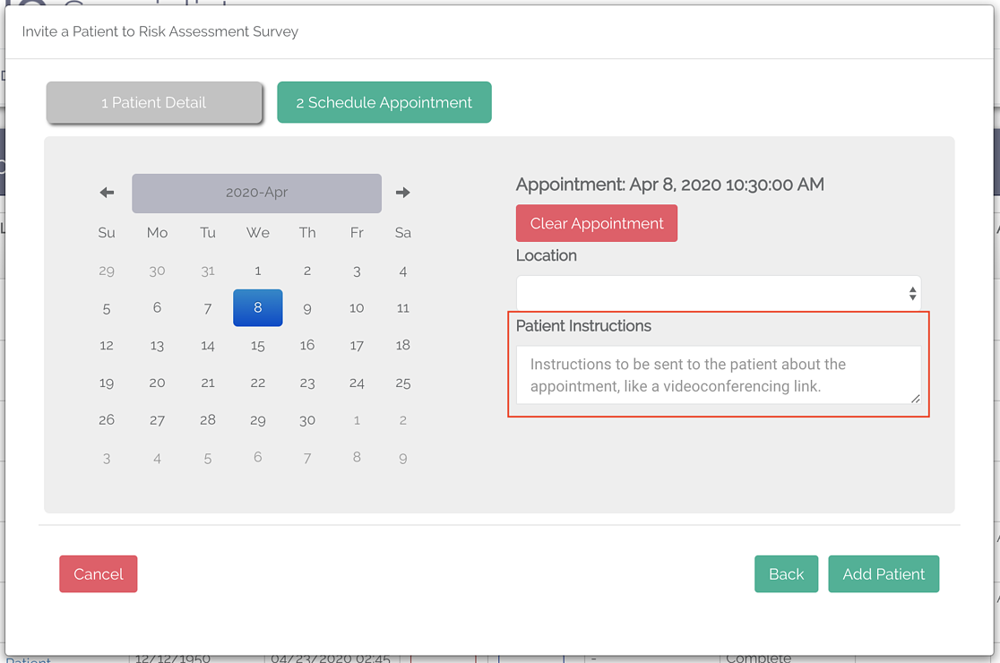 Invite a Patient to Risk Assessment Survey
1 Patient Detail
2 Schedule Appointment
2020-Apr
Su Mo Tu We Th Fr Sa
29 30 31 1 2 3 4
5 6 7 8 9 10 11
12 13 14 15 16 17 18
19 20 21 22 23 24 25
26 27 28 29 30 1 2
3 4 5 6 7 8 9
Appointment: Apr 8, 2020 10:30:00 AM
Clear Appointment
Location
Patient Instructions
Instructions to be sent to the patient about the
appointment, like a videoconferencing link.
Cancel
Back
Add Patient
Patient 12/12/1950 04/23/2020 02:45 - Complete